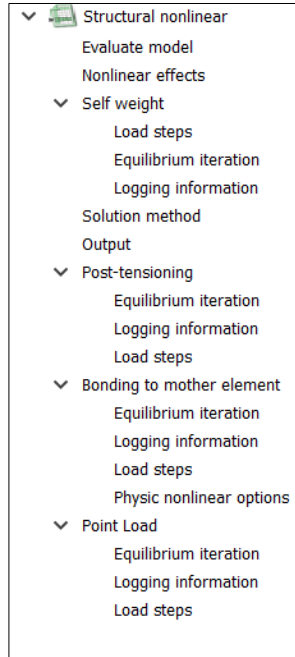 Structural nonlinear
Evaluate model
Nonlinear effects
Self weight
Load steps
Equilibrium iteration
Logging information
Solution method
Output
Post-tensioning
Equilibrium iteration
Logging information
Load steps
Bonding to mother element
Equilibrium iteration
Logging information
Load steps
Physic nonlinear options
Point Load
Equilibrium iteration
Logging information
Load steps